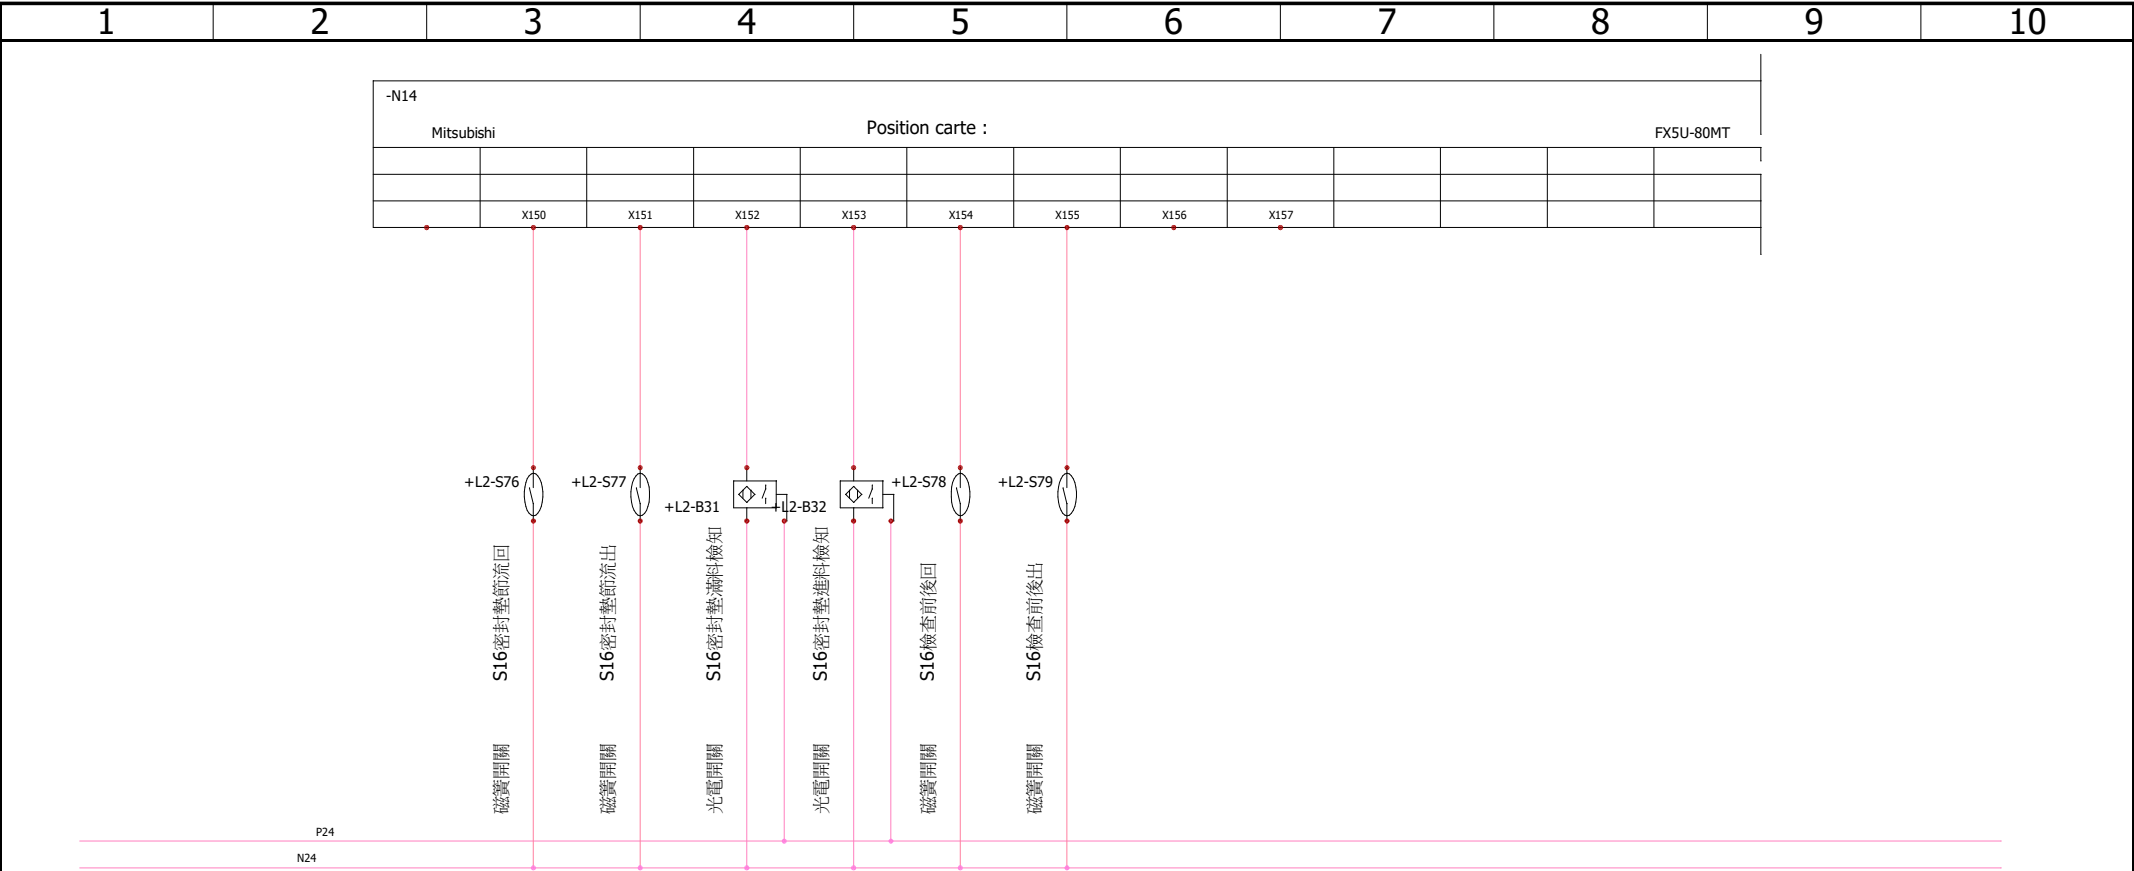 1 2 3 4 5 6 7 8 9 10
-N14
Mitsubishi Position carte : FX5U-80MT
X150 X151 X152 X153 X154 X155 X156 X157
+L2-S76 +L2-S77 +L2-B31 +L2-B32 +L2-S78 +L2-S79
S16密封墊節流回
S16密封墊節流出
S16密封墊滿料檢知
S16密封墊進料檢知
S16檢查前後回
S16檢查前後出
磁簧開關
磁簧開關
光電開關
光電開關
磁簧開關
磁簧開關
P24
N24